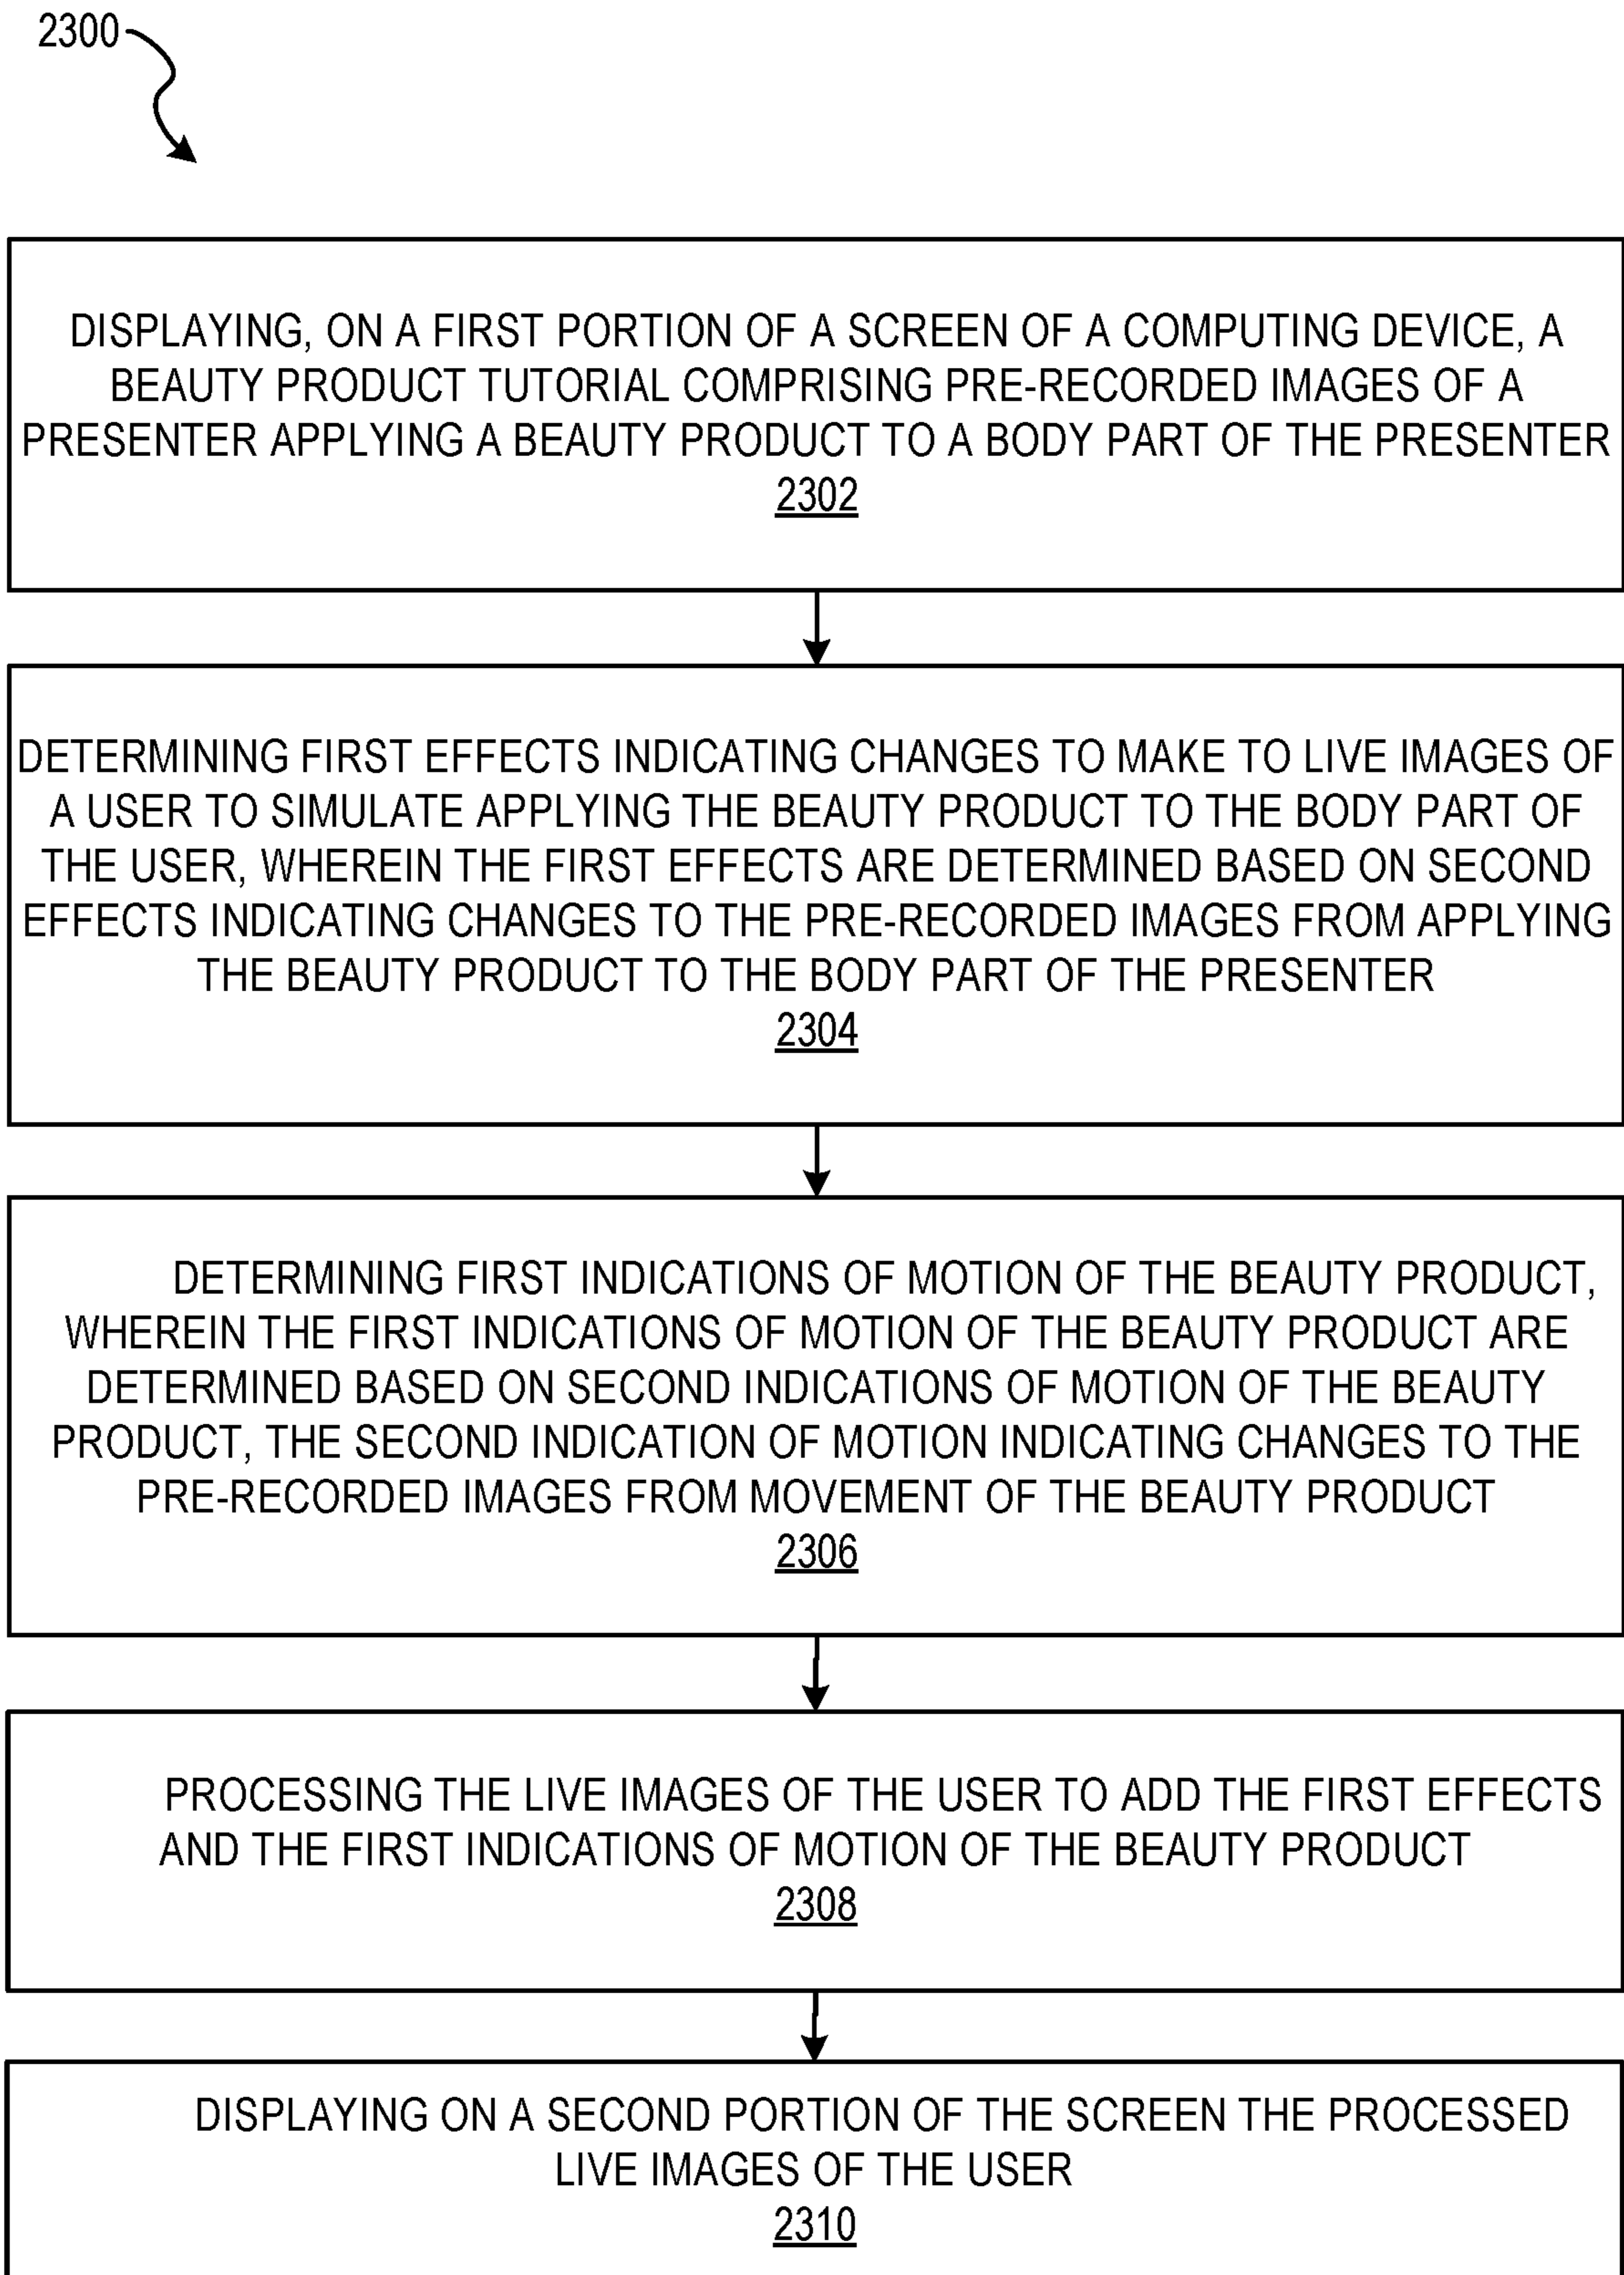 2300
DISPLAYING, ON A FIRST PORTION OF A SCREEN OF A COMPUTING DEVICE, A
BEAUTY PRODUCT TUTORIAL COMPRISING PRE-RECORDED IMAGES OF A
PRESENTER APPLYING A BEAUTY PRODUCT TO A BODY PART OF THE PRESENTER
2302
DETERMINING FIRST EFFECTS INDICATING CHANGES TO MAKE TO LIVE IMAGES OF
A USER TO SIMULATE APPLYING THE BEAUTY PRODUCT TO THE BODY PART OF
THE USER, WHEREIN THE FIRST EFFECTS ARE DETERMINED BASED ON SECOND
EFFECTS INDICATING CHANGES TO THE PRE-RECORDED IMAGES FROM APPLYING
THE BEAUTY PRODUCT TO THE BODY PART OF THE PRESENTER
2304
DETERMINING FIRST INDICATIONS OF MOTION OF THE BEAUTY PRODUCT,
WHEREIN THE FIRST INDICATIONS OF MOTION OF THE BEAUTY PRODUCT ARE
DETERMINED BASED ON SECOND INDICATIONS OF MOTION OF THE BEAUTY
PRODUCT, THE SECOND INDICATION OF MOTION INDICATING CHANGES TO THE
PRE-RECORDED IMAGES FROM MOVEMENT OF THE BEAUTY PRODUCT
2306
PROCESSING THE LIVE IMAGES OF THE USER TO ADD THE FIRST EFFECTS
AND THE FIRST INDICATIONS OF MOTION OF THE BEAUTY PRODUCT
2308
DISPLAYING ON A SECOND PORTION OF THE SCREEN THE PROCESSED
LIVE IMAGES OF THE USER
2310